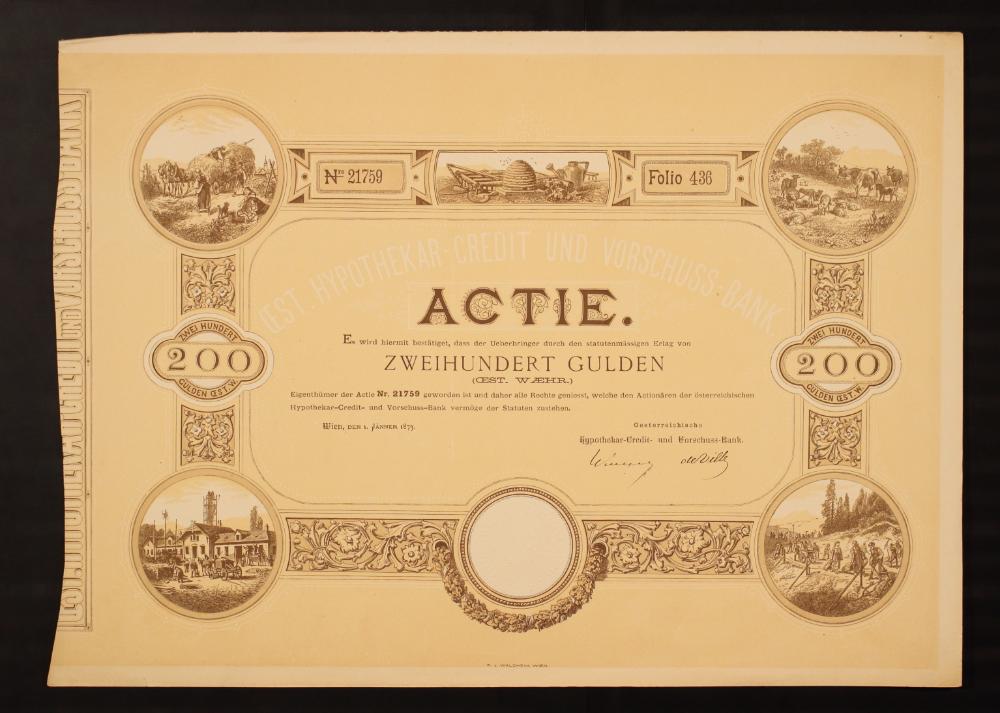 Nro 21759
Folio 436
ŒST. HYPOTHEKAR-CREDIT UND VORSCHUSS-BANK
ACTIE.
Es wird hiermit bestätiget, dass der Ueberbringer durch den statutenmässigen Erlag von
ZWEIHUNDERT GULDEN
(ŒST. WÆHR.)
Eigenthümer der Actie Nr. 21759 geworden ist und daher alle Rechte geniesst, welche den Actionären der österreichischen
Hypothekar-Credit- und Vorschuss-Bank vermöge der Statuten zustehen.
Wien, DEN 1. JÄNNER 1873.
Oesterreichische
Hypothekar-Credit- und Vorschuss-Bank.
ZWEI HUNDERT
200
GULDEN ŒST. W.
ZWEI HUNDERT
200
GULDEN ŒST. W.
R. v. WALDHEIM, WIEN.